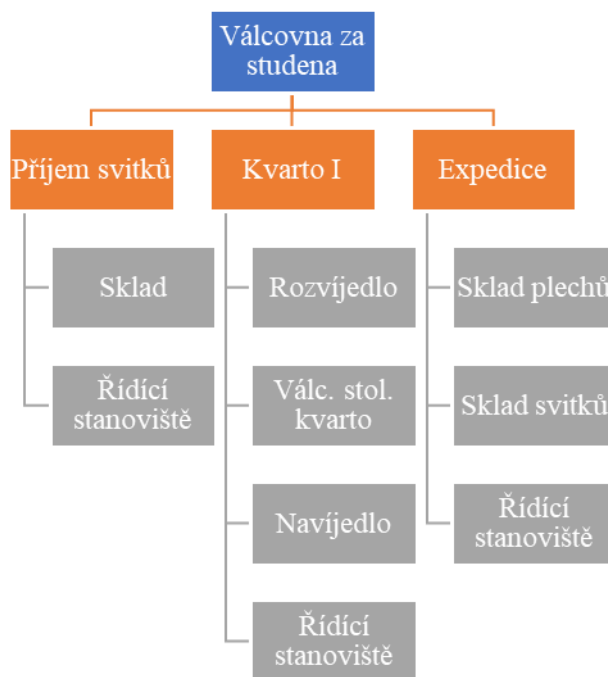 Válcovna za
studena
Příjem svitků
Kvarto I
Expedice
Sklad
Rozvíjedlo
Sklad plechů
Řídící
stanoviště
Válc. stol.
kvarto
Sklad svitků
Navíjedlo
Řídící
stanoviště
Řídící
stanoviště